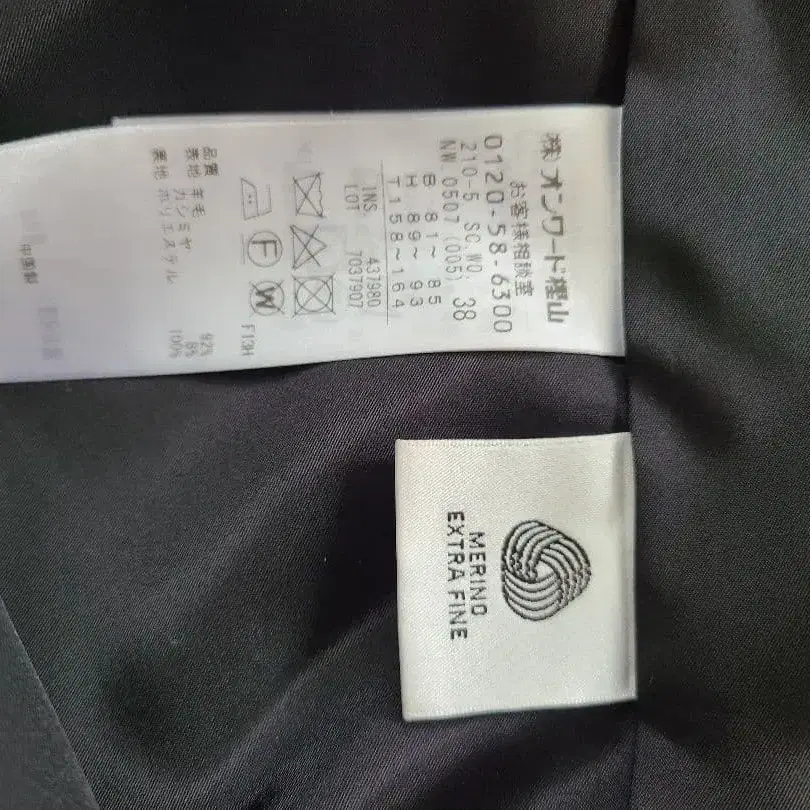 ㈱ オンワード樫山
お客様相談室
0120-58-6300
210-5 SC,WO,
NW 0507 (005) 38
B 81~ 85
H 89~ 93
T158~164
INS 437980
LOT 7037907
F13H
品質
表地 羊毛 92%
カシミヤ 8%
裏地 ポリエステル 100%
中国製
MERINO
EXTRA FINE